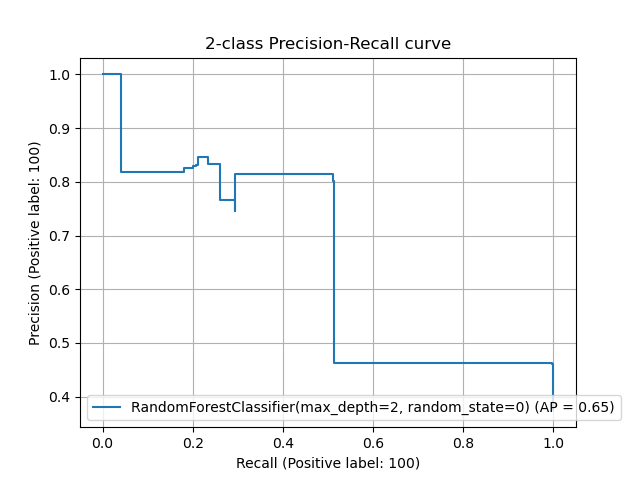 2-class Precision-Recall curve
1.0
0.9
0.8
0.7
0.6
0.5
0.4
Precision (Positive label: 100)
RandomForestClassifier(max_depth=2, random_state=0) (AP = 0.65)
0.0 0.2 0.4 0.6 0.8 1.0
Recall (Positive label: 100)